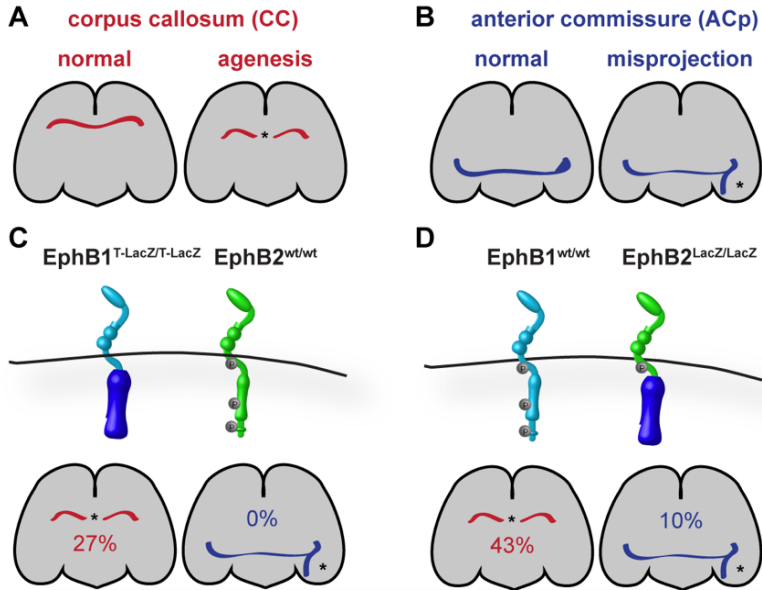 A
corpus callosum (CC)
normal
agenesis
*
B
anterior commissure (ACp)
normal
misprojection
*
C
EphB1T-LacZ/T-LacZ
EphB2wt/wt
P
P
P
*
27%
0%
*
D
EphB1wt/wt
EphB2LacZ/LacZ
P
P
P
P
*
43%
10%
*